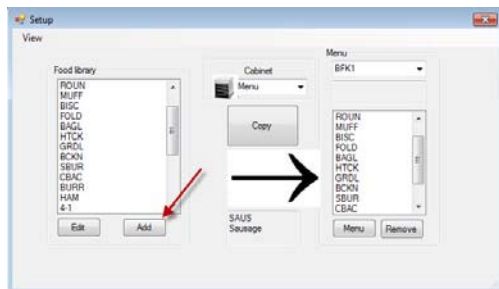 Setup
View
Food library
ROUN
MUFF
BISC
FOLD
BAGL
HTCK
GRDL
BCKN
SBUR
CBAC
BURR
HAM
4-1
Edit
Add
Cabinet
Menu
Copy
SAUS
Sausage
Menu
BFK1
ROUN
MUFF
BISC
FOLD
BAGL
HTCK
GRDL
BCKN
SBUR
CBAC
Menu
Remove